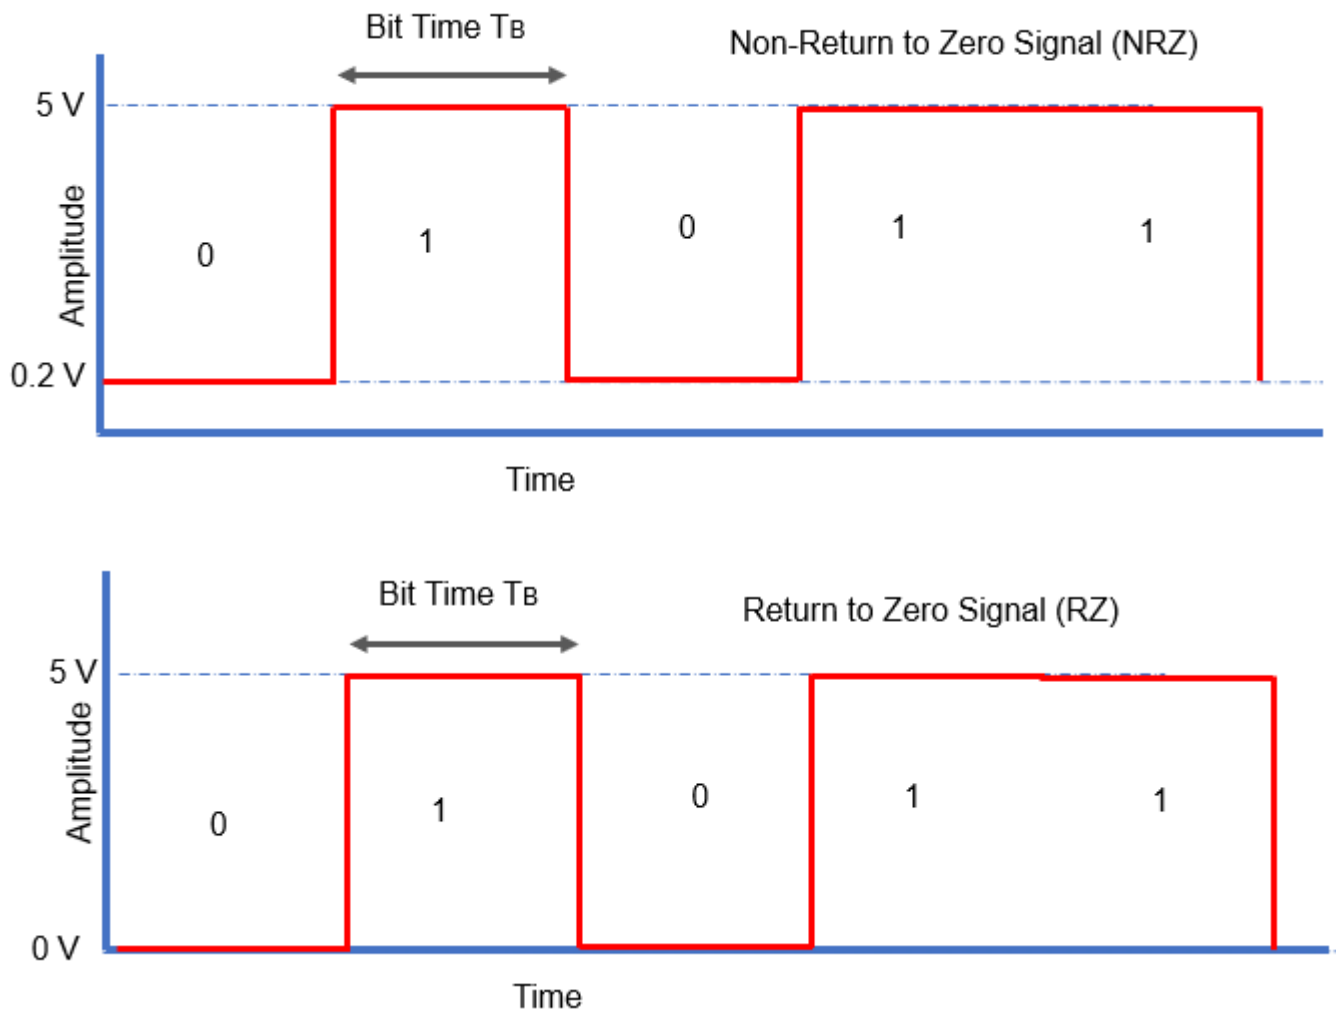 Bit Time TB
Non-Return to Zero Signal (NRZ)
5 V
Amplitude
0 1 0 1 1
0.2 V
Time
Bit Time TB
Return to Zero Signal (RZ)
5 V
Amplitude
0 1 0 1 1
0 V
Time